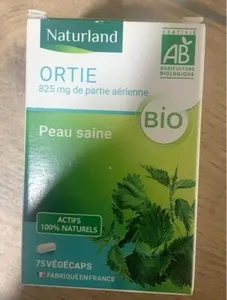 Naturland
CERTIFIÉ
AB
AGRICULTURE
BIOLOGIQUE
ORTIE
825 mg de partie aérienne
BIO
Peau saine
ACTIFS
100% NATURELS
75 VÉGÉCAPS
FABRIQUÉ EN FRANCE